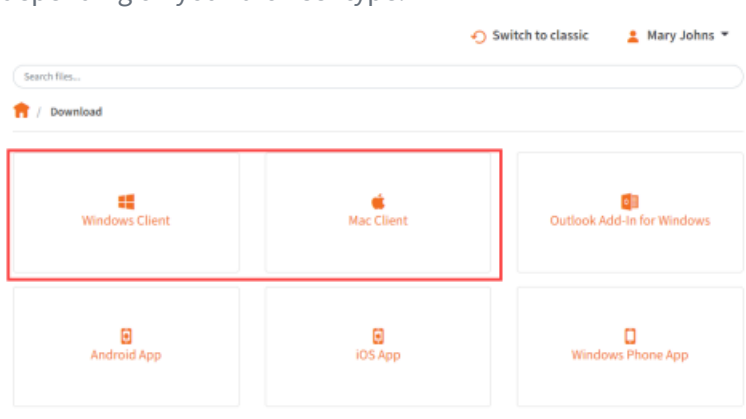 Switch to classic Mary Johns
Search files...
/ Download
Windows Client Mac Client Outlook Add-In for Windows
Android App iOS App Windows Phone App